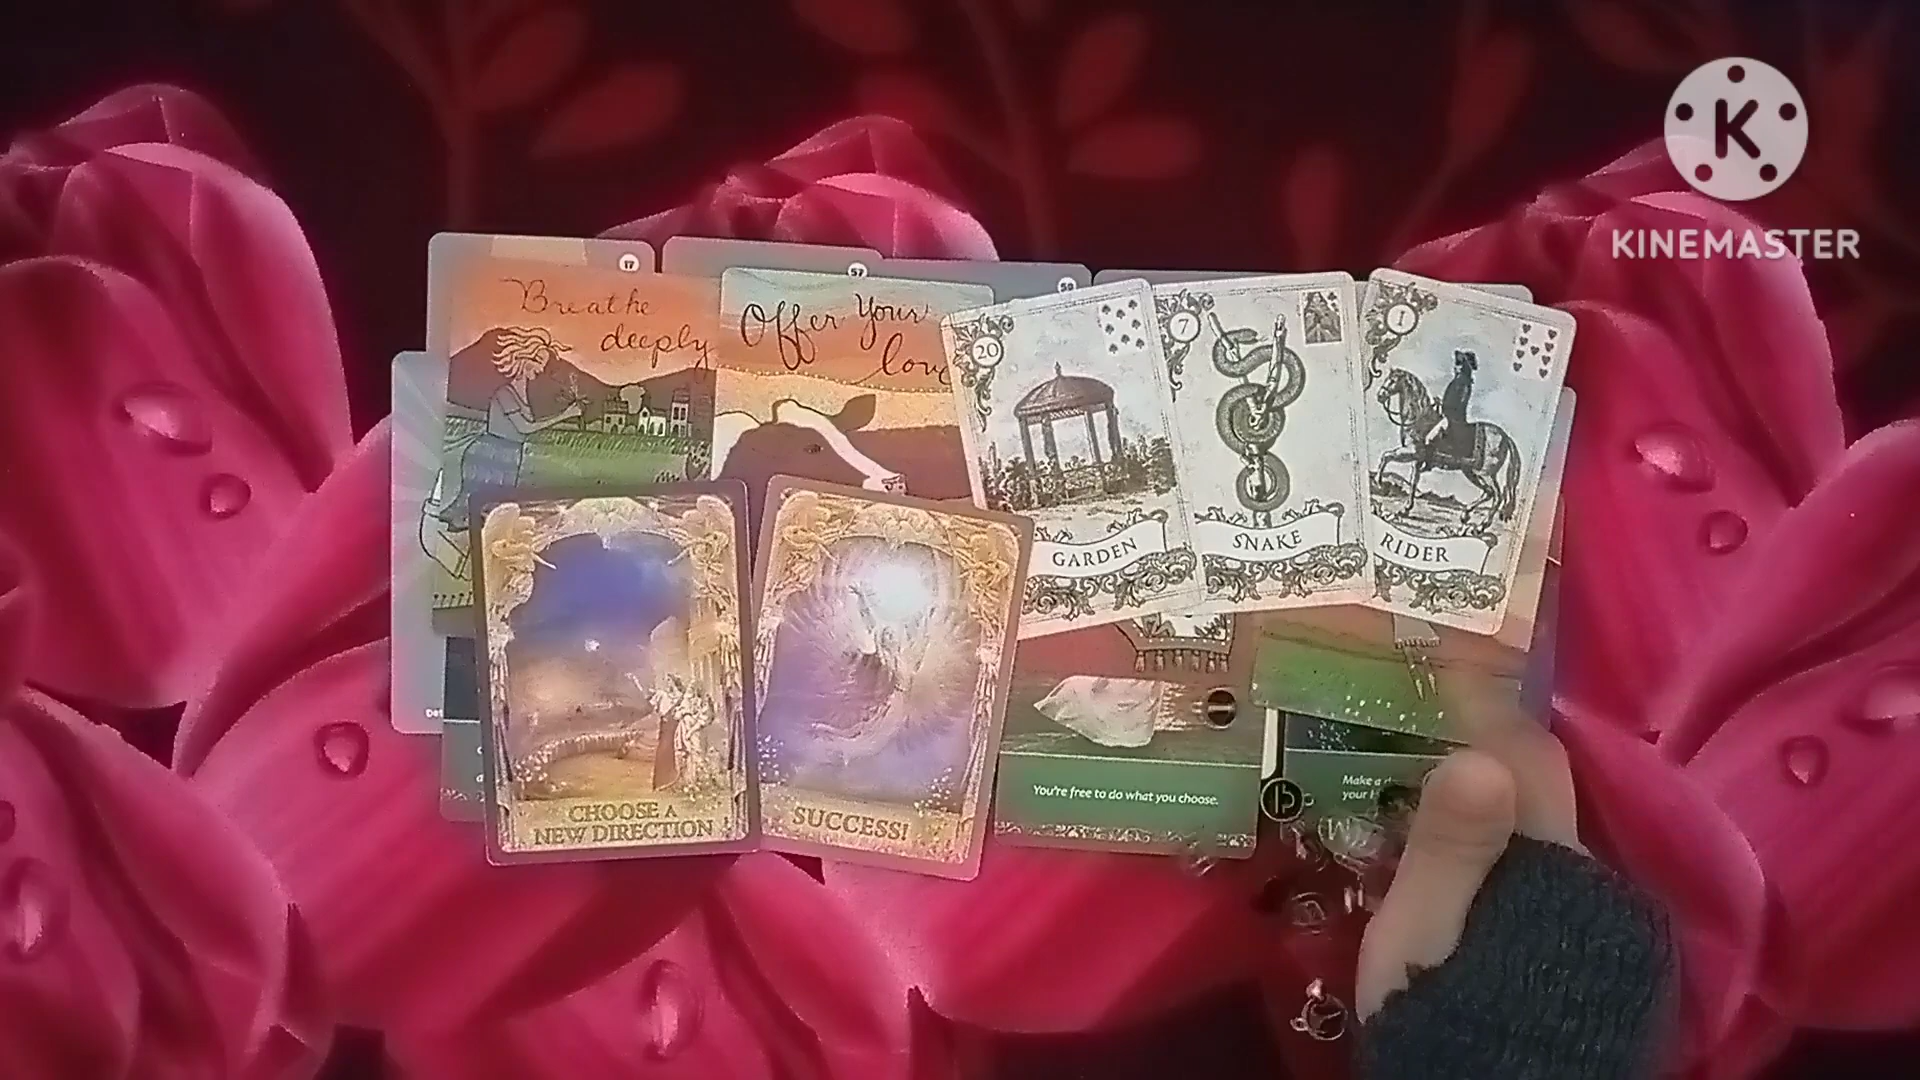 K
KINEMASTER
17
57
59
Breathe
deeply
Offer Your
love
20
GARDEN
7
SNAKE
1
RIDER
CHOOSE A
NEW DIRECTION
SUCCESS!
You're free to do what you choose.
Make a
your